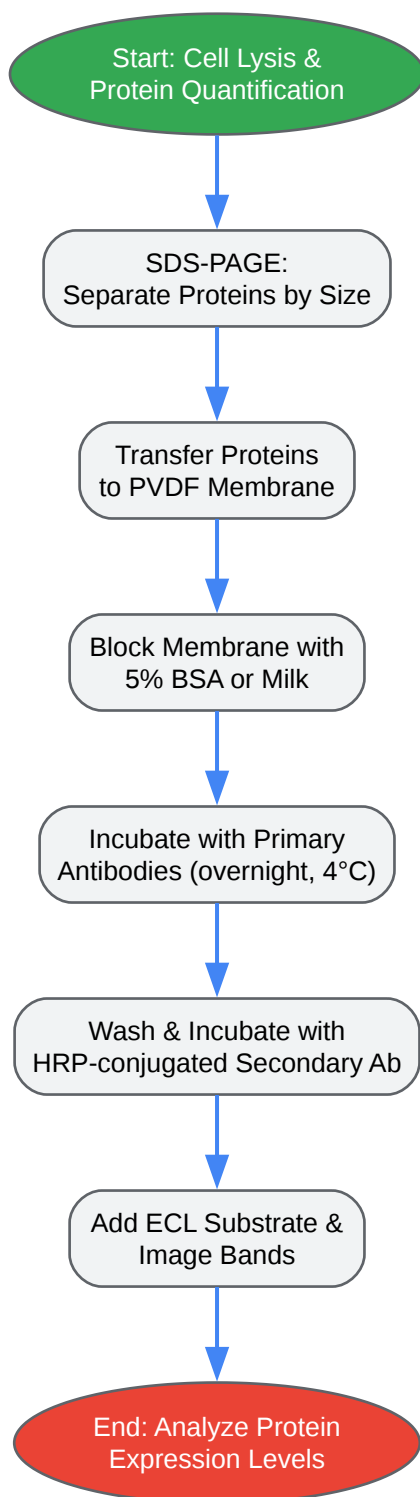 Start: Cell Lysis &
Protein Quantification
SDS-PAGE:
Separate Proteins by Size
Transfer Proteins
to PVDF Membrane
Block Membrane with
5% BSA or Milk
Incubate with Primary
Antibodies (overnight, 4°C)
Wash & Incubate with
HRP-conjugated Secondary Ab
Add ECL Substrate &
Image Bands
End: Analyze Protein
Expression Levels